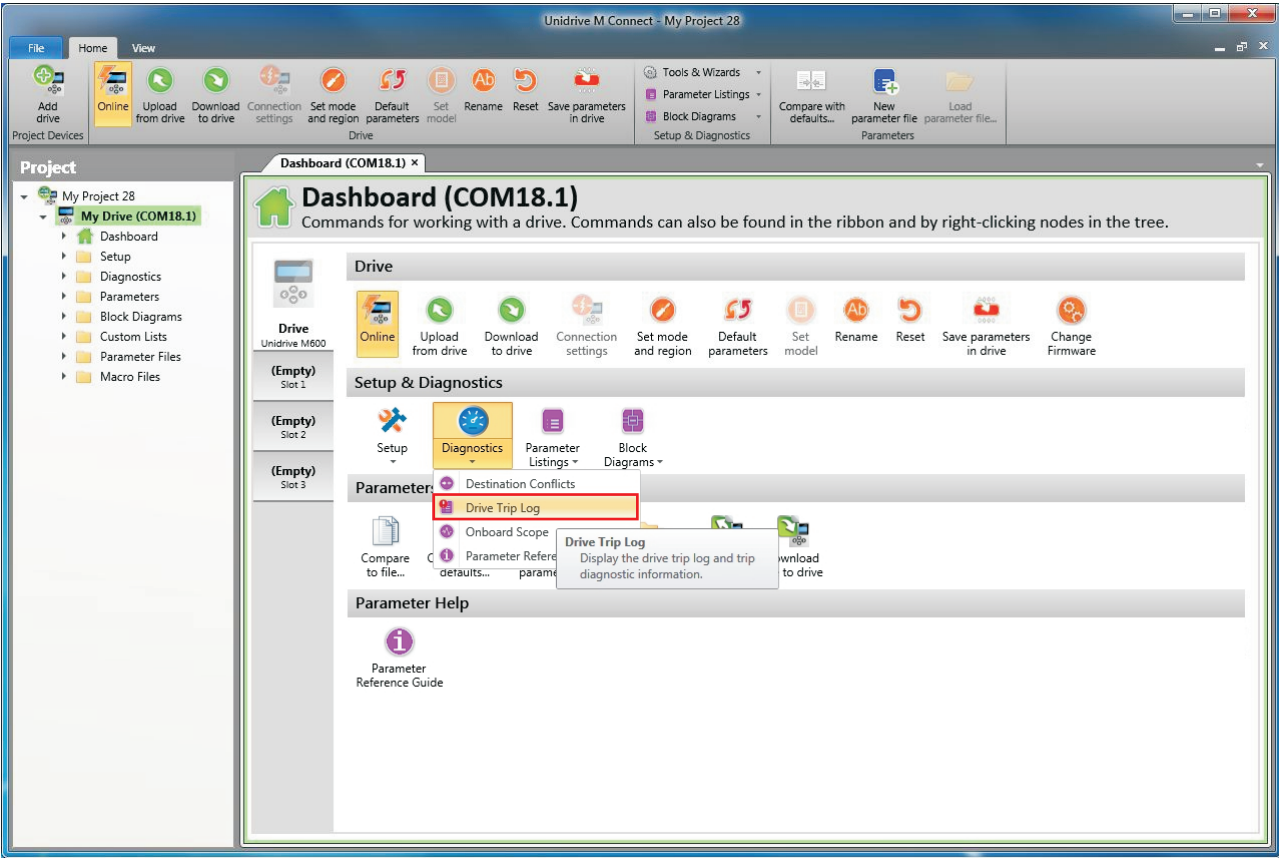 Unidrive M Connect - My Project 28
File Home View
Add drive
Online
Upload from drive
Download to drive
Connection settings
Set mode and region
Default parameters
Set model
Rename
Reset
Save parameters in drive
Tools & Wizards
Parameter Listings
Block Diagrams
Compare with defaults...
New parameter file
Load parameter file...
Project Devices
Drive
Setup & Diagnostics
Parameters
Project
My Project 28
My Drive (COM18.1)
Dashboard
Setup
Diagnostics
Parameters
Block Diagrams
Custom Lists
Parameter Files
Macro Files
Dashboard (COM18.1) ×
Dashboard (COM18.1)
Commands for working with a drive. Commands can also be found in the ribbon and by right-clicking nodes in the tree.
Drive
Unidrive M600
(Empty)
Slot 1
(Empty)
Slot 2
(Empty)
Slot 3
Drive
Online
Upload from drive
Download to drive
Connection settings
Set mode and region
Default parameters
Set model
Rename
Reset
Save parameters in drive
Change Firmware
Setup & Diagnostics
Setup
Diagnostics
Parameter Listings
Block Diagrams
Destination Conflicts
Drive Trip Log
Onboard Scope
Parameter Refere
Drive Trip Log
Display the drive trip log and trip
diagnostic information.
Parameters
Compare to file...
defaults...
parame
wnload to drive
Parameter Help
Parameter
Reference Guide